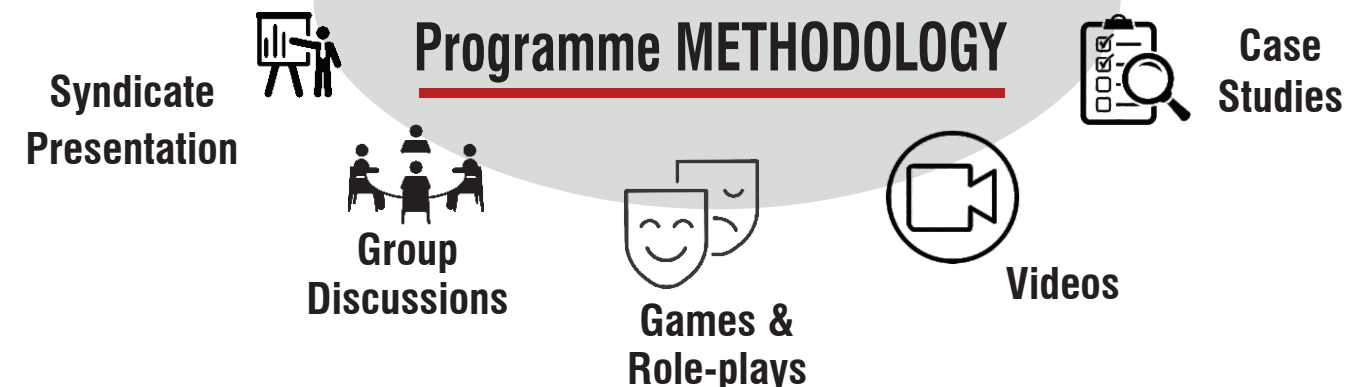 Programme METHODOLOGY
Syndicate
Presentation
Group
Discussions
Games &
Role-plays
Videos
Case
Studies